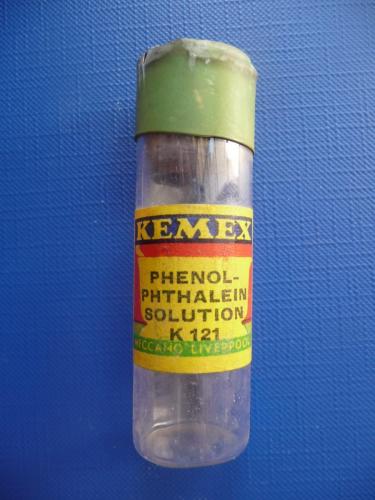 KEMEX
PHENOL-
PHTHALEIN
SOLUTION
K 121
MECCANO LIVERPOOL